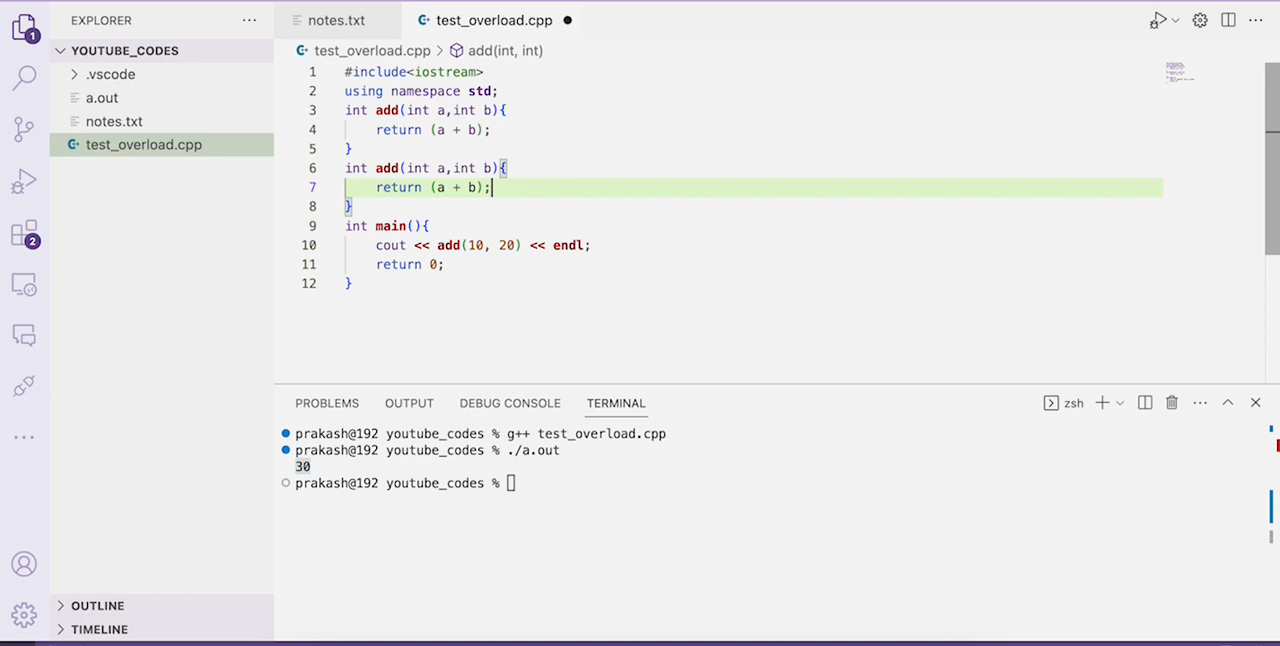 EXPLORER
notes.txt
test_overload.cpp
1
YOUTUBE_CODES
.vscode
a.out
notes.txt
test_overload.cpp
2
OUTLINE
TIMELINE
test_overload.cpp > add(int, int)
1 #include<iostream>
2 using namespace std;
3 int add(int a,int b){
4 return (a + b);
5 }
6 int add(int a,int b){
7 return (a + b);
8 }
9 int main(){
10 cout << add(10, 20) << endl;
11 return 0;
12 }
PROBLEMS OUTPUT DEBUG CONSOLE TERMINAL zsh
prakash@192 youtube_codes % g++ test_overload.cpp
prakash@192 youtube_codes % ./a.out
30
prakash@192 youtube_codes %